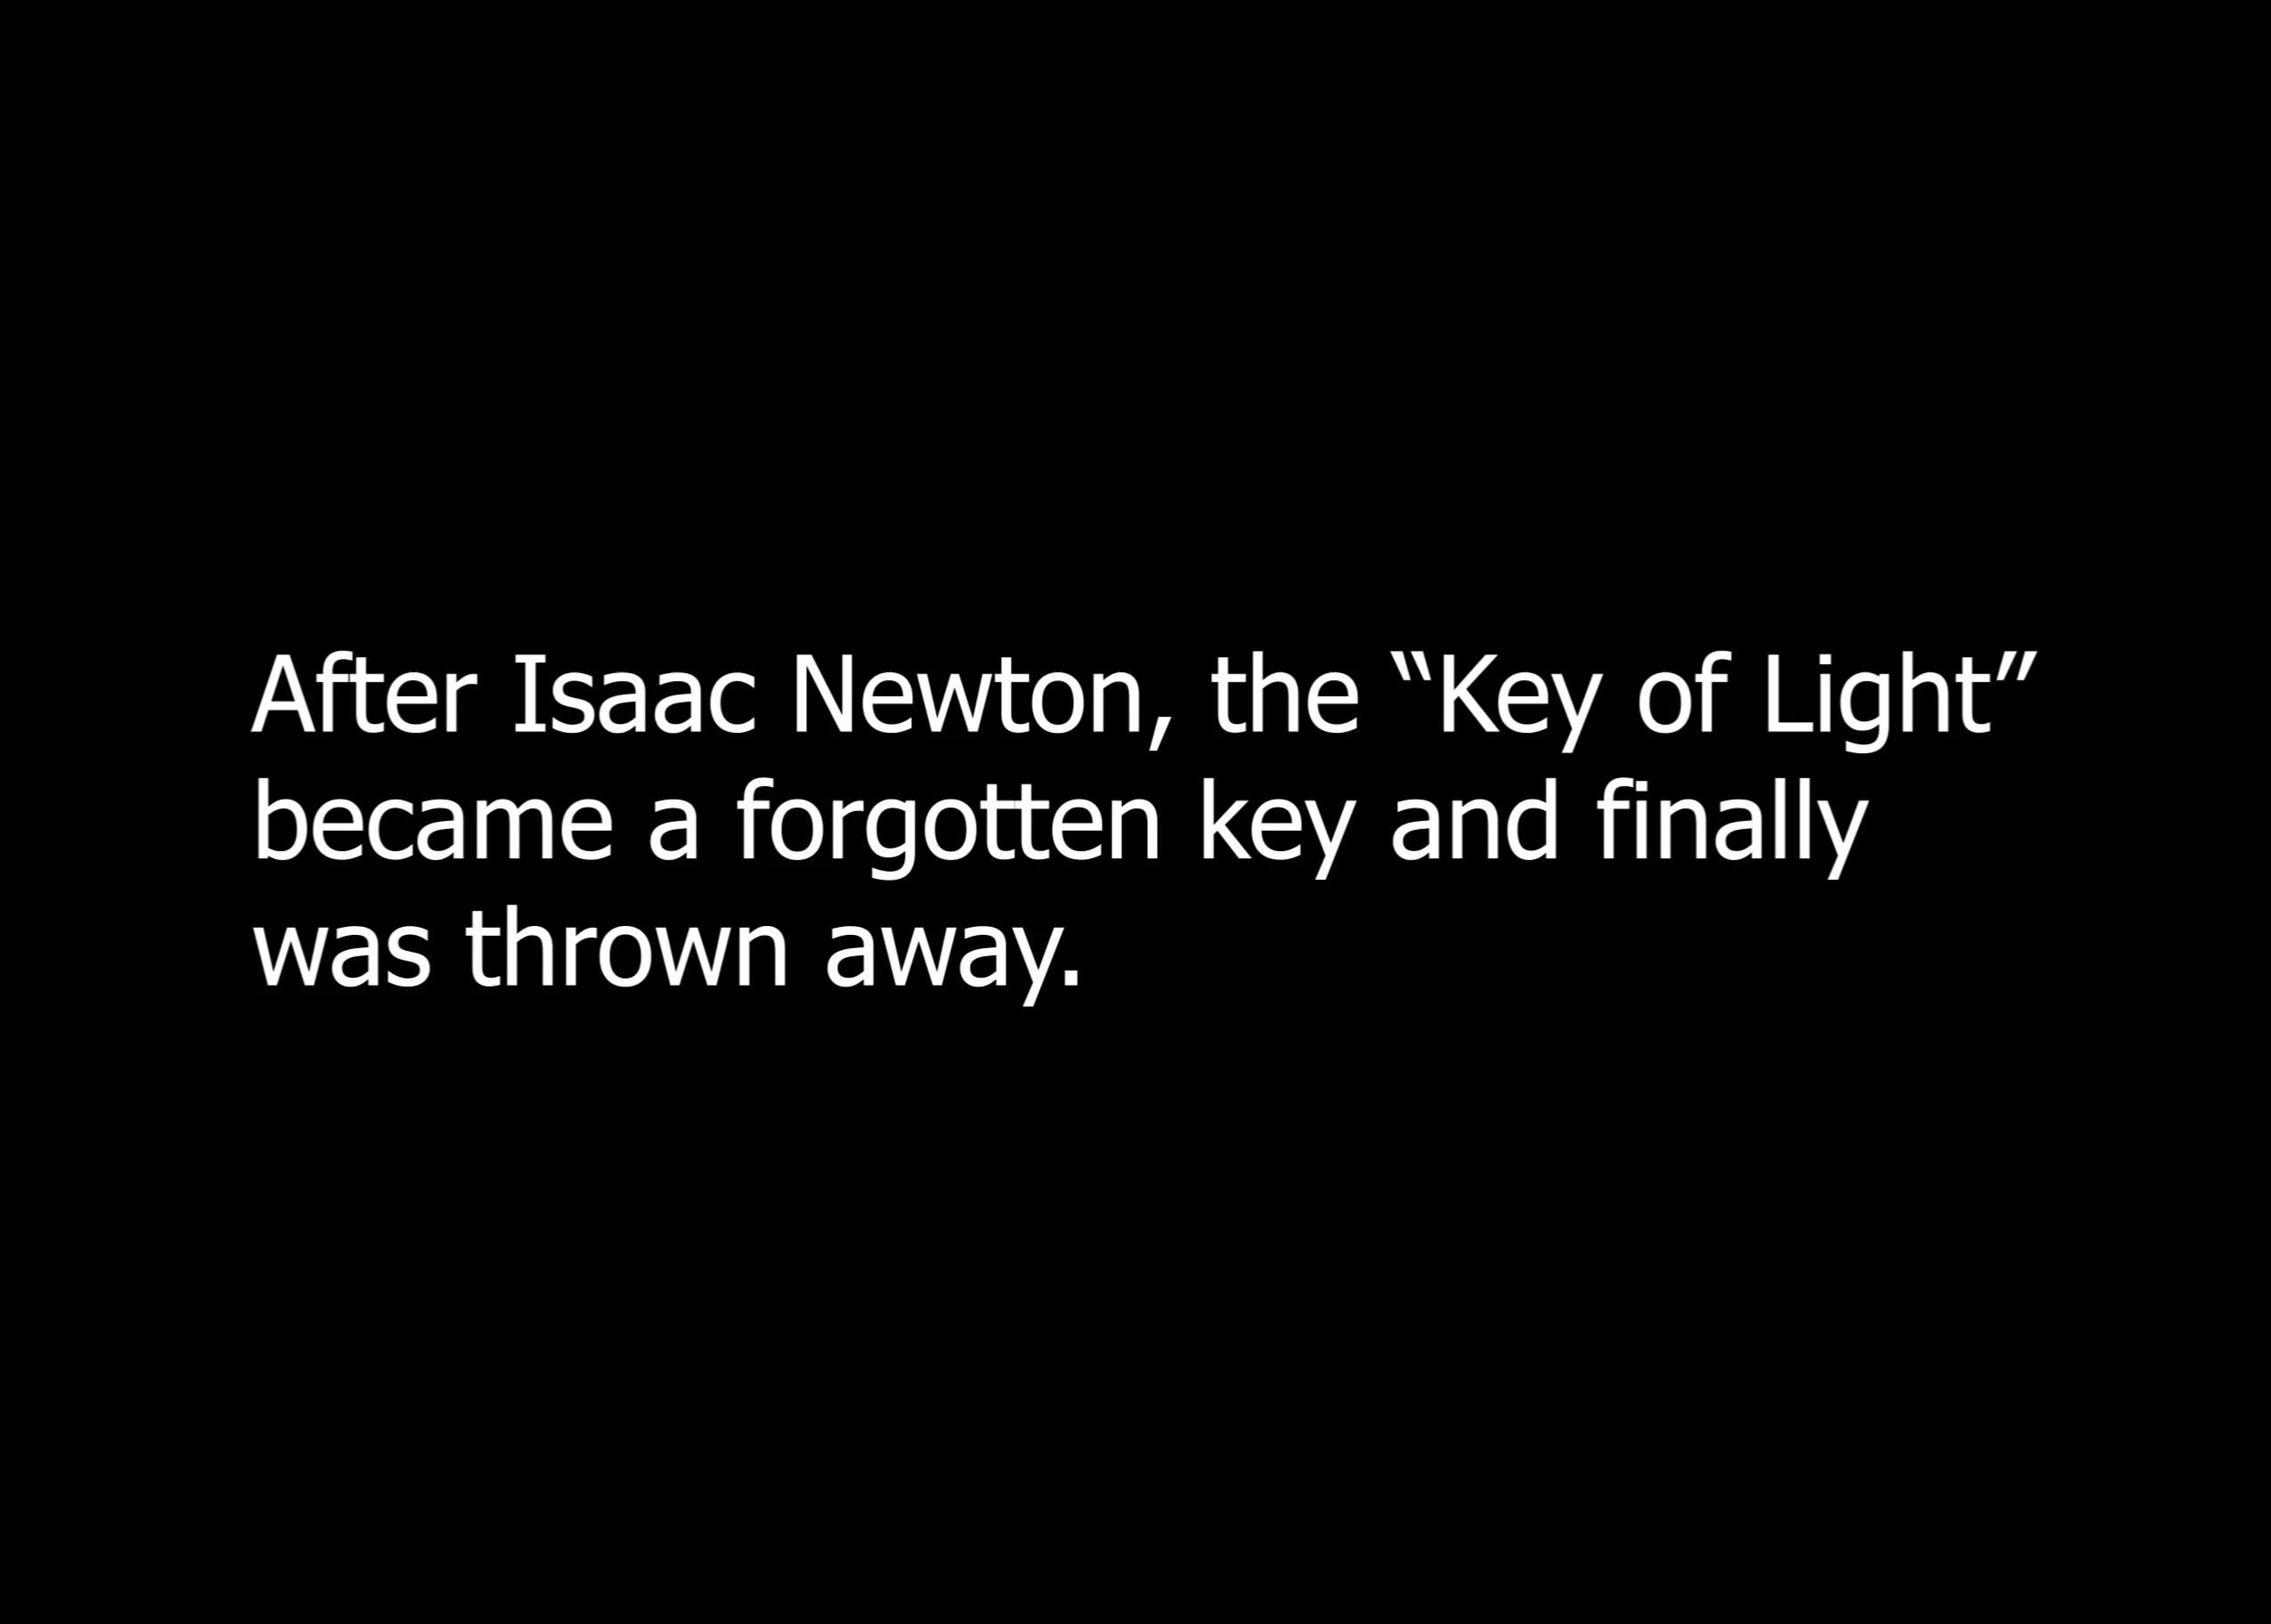 After Isaac Newton, the “Key of Light”
became a forgotten key and finally
was thrown away.